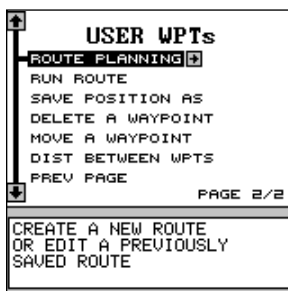 USER WPTs
ROUTE PLANNING
RUN ROUTE
SAVE POSITION AS
DELETE A WAYPOINT
MOVE A WAYPOINT
DIST BETWEEN WPTS
PREV PAGE
PAGE 2/2
CREATE A NEW ROUTE
OR EDIT A PREVIOUSLY
SAVED ROUTE